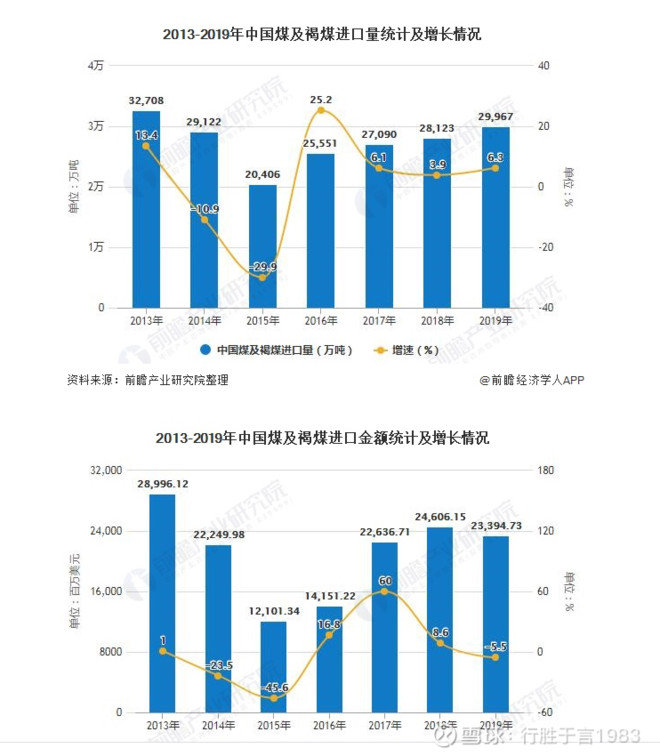 2013-2019年中国煤及褐煤进口量统计及增长情况
4万 40
32,708 25.2 29,967
29,122 28,123
3万 27,090 20
25,551
13.4 6.1 3.9 6.3
单位：万吨
20,406
2万 0
单位：%
-10.9
1万 -20
-29.9
0 -40
2013年 2014年 2015年 2016年 2017年 2018年 2019年
中国煤及褐煤进口量（万吨） 增速（%）
资料来源：前瞻产业研究院整理 @前瞻经济学人APP
2013-2019年中国煤及褐煤进口金额统计及增长情况
32,000 180
28,996.12
24,606.15
22,249.98 22,636.71 23,394.73
24,000 120
单位：百万美元
16,000 60 60
14,151.22
单位：%
12,101.34
16.8
8000 1 8.6 -5.5 0
-23.5
-45.6
0 -60
2013年 2014年 2015年 2016年 2017年 2018年 2019年
前瞻产业研究院
雪球：行胜于言1983